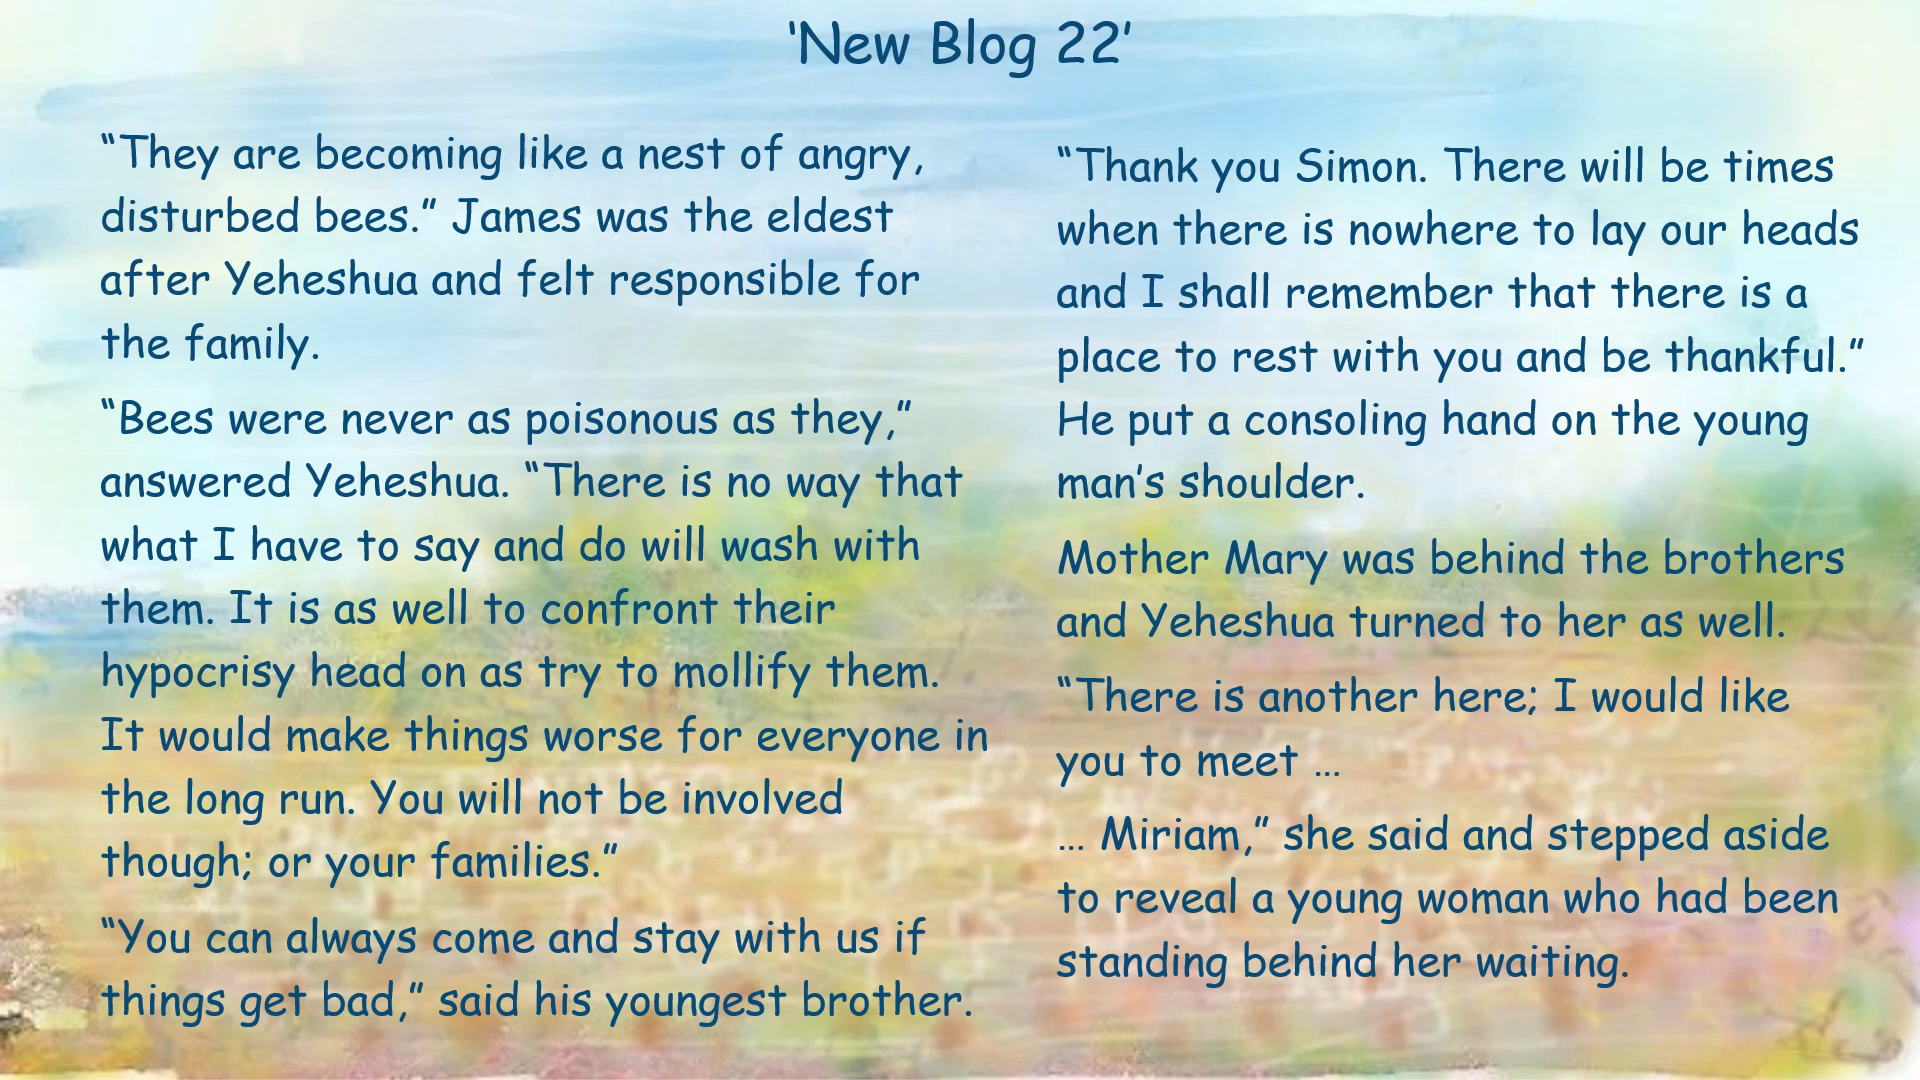 ‘New Blog 22’
“They are becoming like a nest of angry,
disturbed bees.” James was the eldest
after Yeheshua and felt responsible for
the family.
“Bees were never as poisonous as they,”
answered Yeheshua. “There is no way that
what I have to say and do will wash with
them. It is as well to confront their
hypocrisy head on as try to mollify them.
It would make things worse for everyone in
the long run. You will not be involved
though; or your families.”
“You can always come and stay with us if
things get bad,” said his youngest brother.
“Thank you Simon. There will be times
when there is nowhere to lay our heads
and I shall remember that there is a
place to rest with you and be thankful.”
He put a consoling hand on the young
man’s shoulder.
Mother Mary was behind the brothers
and Yeheshua turned to her as well.
“There is another here; I would like
you to meet …
… Miriam,” she said and stepped aside
to reveal a young woman who had been
standing behind her waiting.